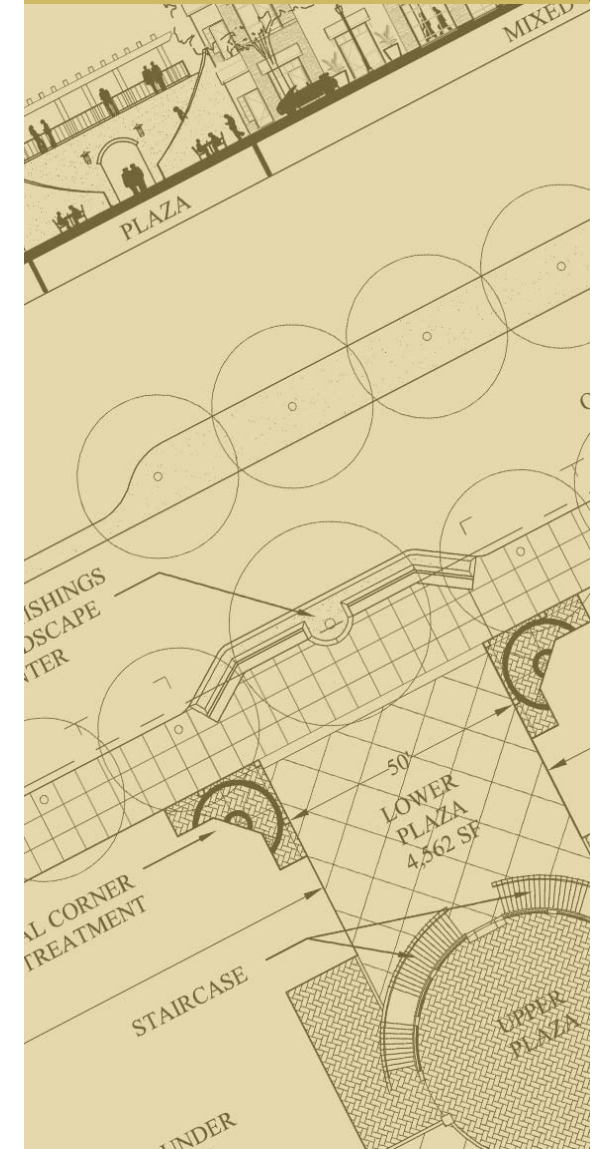 MIXED
PLAZA
ISHINGS
DSCAPE
NTER
50'
LOWER
PLAZA
4,562 SF
AL CORNER
TREATMENT
STAIRCASE
UPPER
PLAZA
UNDER